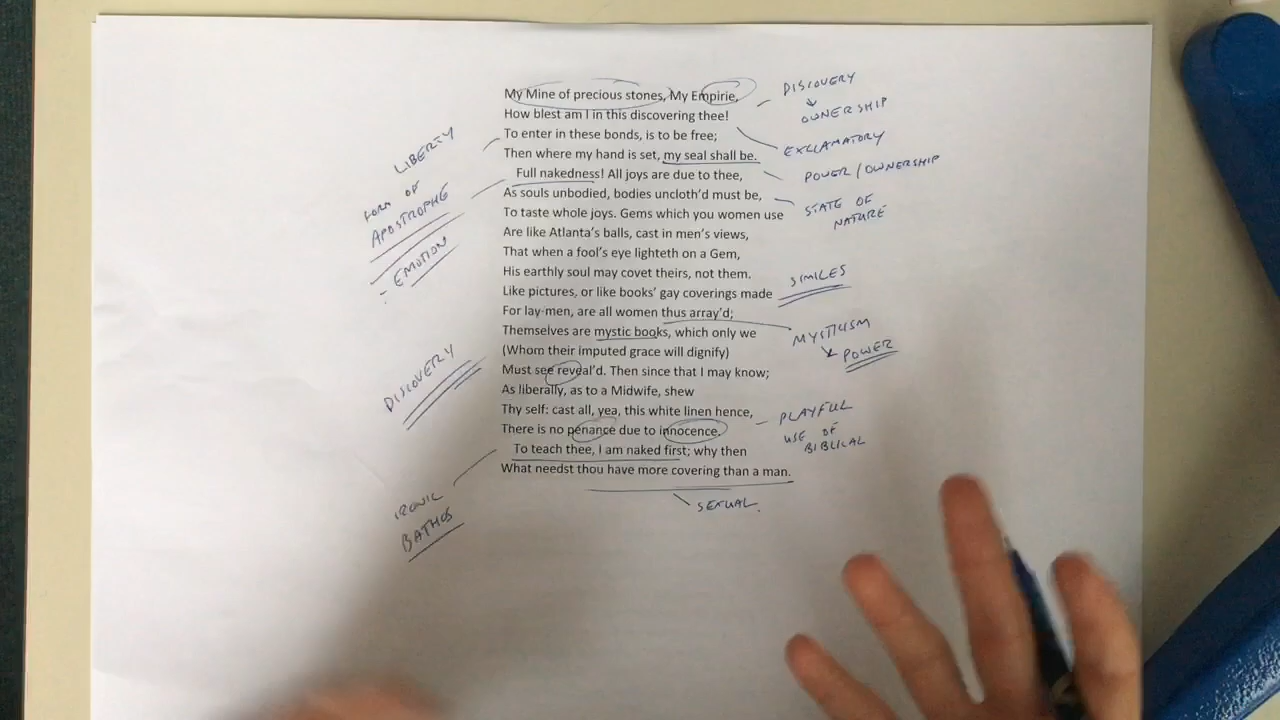 My Mine of precious stones, My Empirie,
How blest am I in this discovering thee!
To enter in these bonds, is to be free;
Then where my hand is set, my seal shall be.
Full nakedness! All joys are due to thee,
As souls unbodied, bodies uncloth’d must be,
To taste whole joys. Gems which you women use
Are like Atlanta’s balls, cast in men’s views,
That when a fool’s eye lighteth on a Gem,
His earthly soul may covet theirs, not them.
Like pictures, or like books’ gay coverings made
For lay-men, are all women thus array’d;
Themselves are mystic books, which only we
(Whom their imputed grace will dignify)
Must see reveal’d. Then since that I may know;
As liberally, as to a Midwife, shew
Thy self: cast all, yea, this white linen hence,
There is no penance due to innocence.
To teach thee, I am naked first; why then
What needst thou have more covering than a man.
LIBERTY
FORM OF
APOSTROPHE
EMOTION
DISCOVERY
IRONIC
BATHOS
DISCOVERY
OWNERSHIP
EXCLAMATORY
POWER / OWNERSHIP
STATE OF
NATURE
SIMILES
MYSTICISM
POWER
PLAYFUL
USE OF
BIBLICAL
SEXUAL.